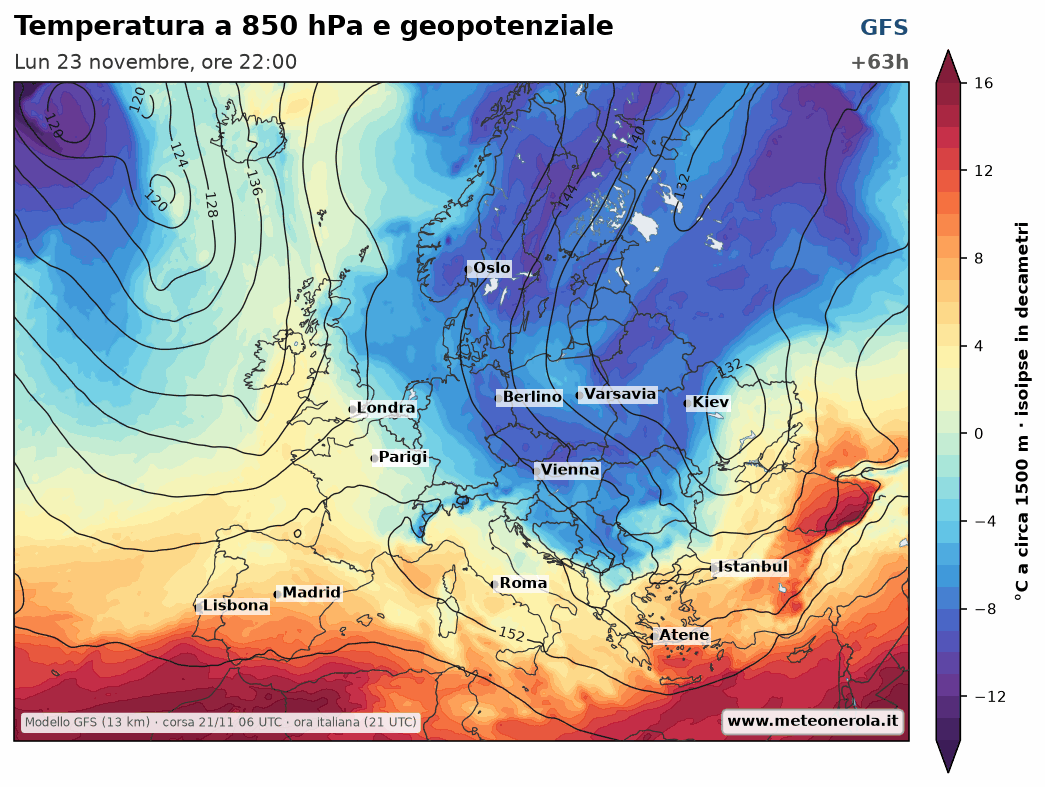 Temperatura a 850 hPa e geopotenziale
GFS
Lun 23 novembre, ore 22:00
+63h
120
120
124
120
128
136
140
144
132
132
152
Oslo
Londra
Berlino
Varsavia
Kiev
Parigi
Vienna
Roma
Istanbul
Madrid
Lisbona
Atene
16
12
8
4
0
−4
−8
−12
°C a circa 1500 m · isoipse in decametri
Modello GFS (13 km) · corsa 21/11 06 UTC · ora italiana (21 UTC)
www.meteonerola.it